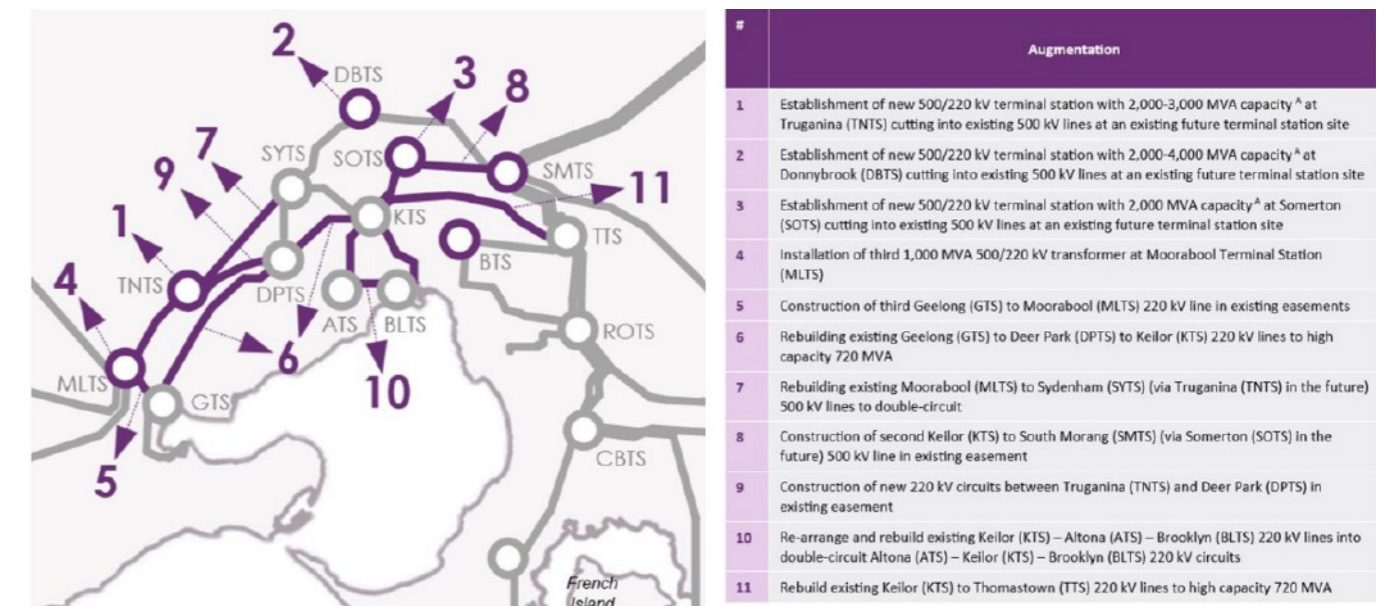 2
DBTS
3
8
7
SYTS
SOTS
SMTS
9
11
KTS
1
TTS
BTS
TNTS
4
DPTS
ATS
BLTS
ROTS
6
MLTS
10
GTS
5
CBTS
French
Island
#
Augmentation
1
Establishment of new 500/220 kV terminal station with 2,000-3,000 MVA capacity A at
Truganina (TNTS) cutting into existing 500 kV lines at an existing future terminal station site
2
Establishment of new 500/220 kV terminal station with 2,000-4,000 MVA capacity A at
Donnybrook (DBTS) cutting into existing 500 kV lines at an existing future terminal station site
3
Establishment of new 500/220 kV terminal station with 2,000 MVA capacity A at Somerton
(SOTS) cutting into existing 500 kV lines at an existing future terminal station site
4
Installation of third 1,000 MVA 500/220 kV transformer at Moorabool Terminal Station
(MLTS)
5
Construction of third Geelong (GTS) to Moorabool (MLTS) 220 kV line in existing easements
6
Rebuilding existing Geelong (GTS) to Deer Park (DPTS) to Keilor (KTS) 220 kV lines to high
capacity 720 MVA
7
Rebuilding existing Moorabool (MLTS) to Sydenham (SYTS) (via Truganina (TNTS) in the future)
500 kV lines to double-circuit
8
Construction of second Keilor (KTS) to South Morang (SMTS) (via Somerton (SOTS) in the
future) 500 kV line in existing easement
9
Construction of new 220 kV circuits between Truganina (TNTS) and Deer Park (DPTS) in
existing easement
10
Re-arrange and rebuild existing Keilor (KTS) – Altona (ATS) – Brooklyn (BLTS) 220 kV lines into
double-circuit Altona (ATS) – Keilor (KTS) – Brooklyn (BLTS) 220 kV circuits
11
Rebuild existing Keilor (KTS) to Thomastown (TTS) 220 kV lines to high capacity 720 MVA